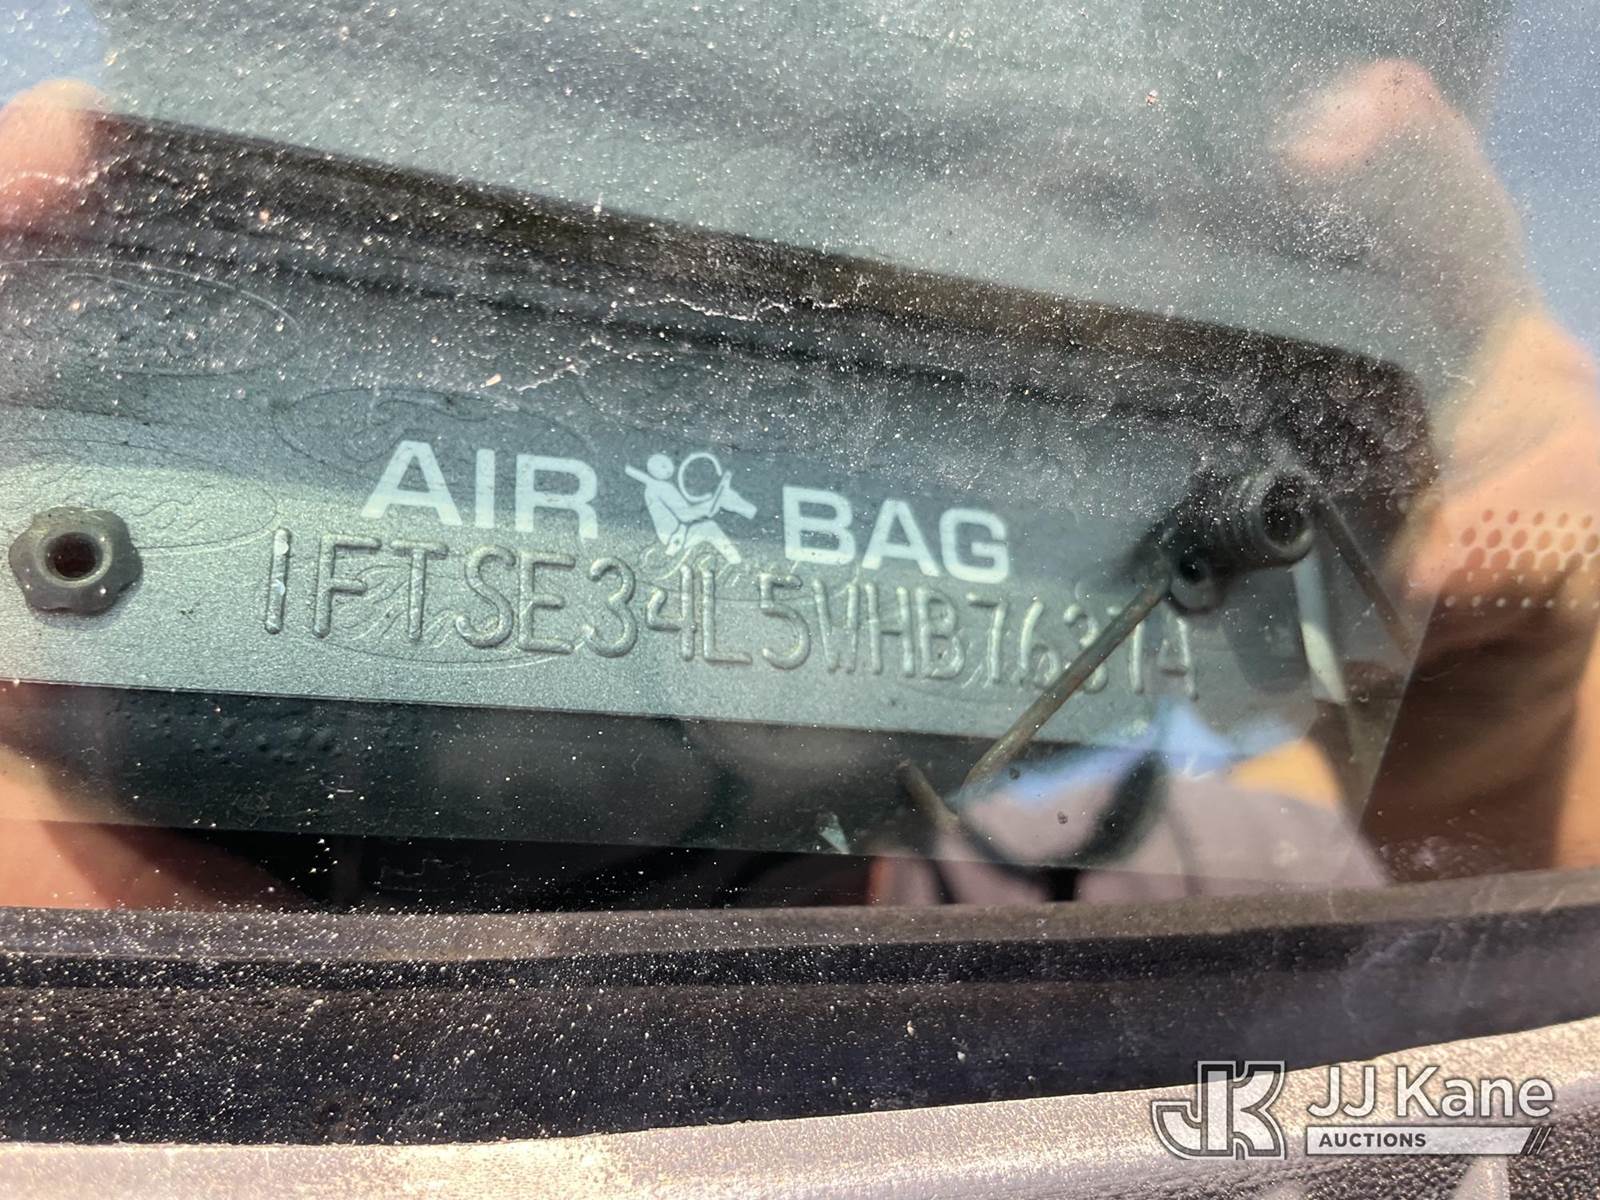 AIR BAG
1FTSE34L5WHB76374
JJ Kane
AUCTIONS